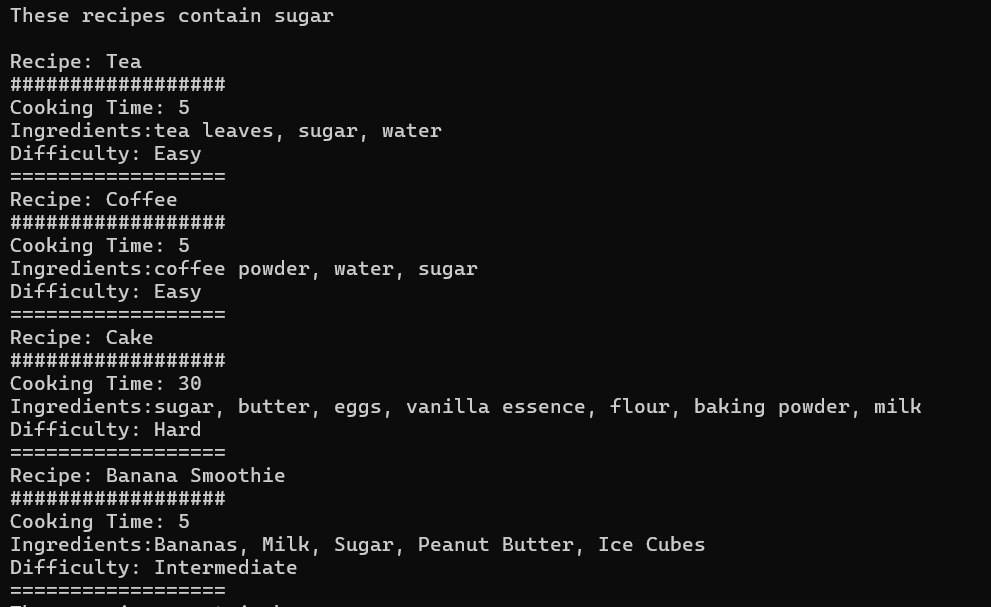 These recipes contain sugar
Recipe: Tea
##################
Cooking Time: 5
Ingredients:tea leaves, sugar, water
Difficulty: Easy
==================
Recipe: Coffee
##################
Cooking Time: 5
Ingredients:coffee powder, water, sugar
Difficulty: Easy
==================
Recipe: Cake
##################
Cooking Time: 30
Ingredients:sugar, butter, eggs, vanilla essence, flour, baking powder, milk
Difficulty: Hard
==================
Recipe: Banana Smoothie
##################
Cooking Time: 5
Ingredients:Bananas, Milk, Sugar, Peanut Butter, Ice Cubes
Difficulty: Intermediate
==================